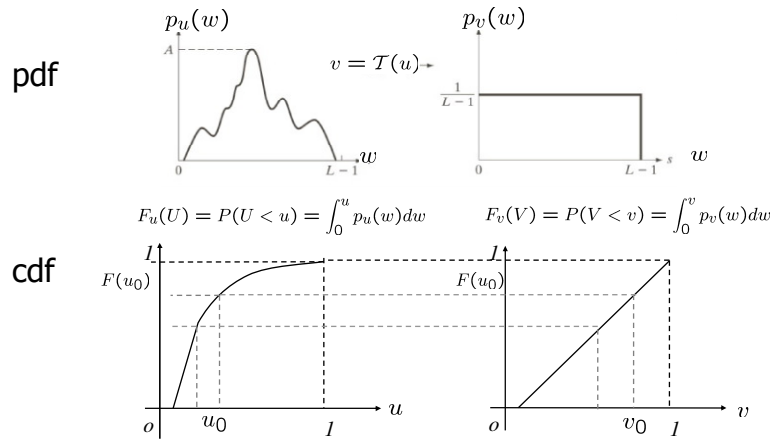 p_u(w)
p_v(w)
pdf
A
v = T(u)
1/(L − 1)
0
L − 1
w
0
L − 1
s
w
F_u(U) = P(U < u) = ∫_0^u p_u(w)dw
F_v(V) = P(V < v) = ∫_0^v p_v(w)dw
cdf
1
F(u_0)
1
F(u_0)
o
u_0
1
u
o
v_0
1
v